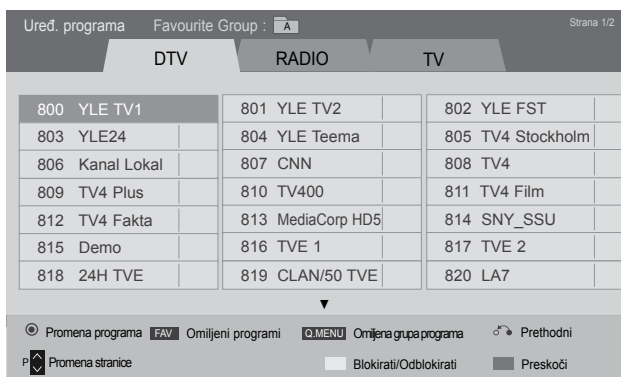 Uređ. programa Favourite Group : A Strana 1/2
DTV RADIO TV
800 YLE TV1 801 YLE TV2 802 YLE FST
803 YLE24 804 YLE Teema 805 TV4 Stockholm
806 Kanal Lokal 807 CNN 808 TV4
809 TV4 Plus 810 TV400 811 TV4 Film
812 TV4 Fakta 813 MediaCorp HD5 814 SNY_SSU
815 Demo 816 TVE 1 817 TVE 2
818 24H TVE 819 CLAN/50 TVE 820 LA7
Promena programa FAV Omiljeni programi Q.MENU Omiljena grupa programa Prethodni
P Promena stranice Blokirati/Odblokirati Preskoči